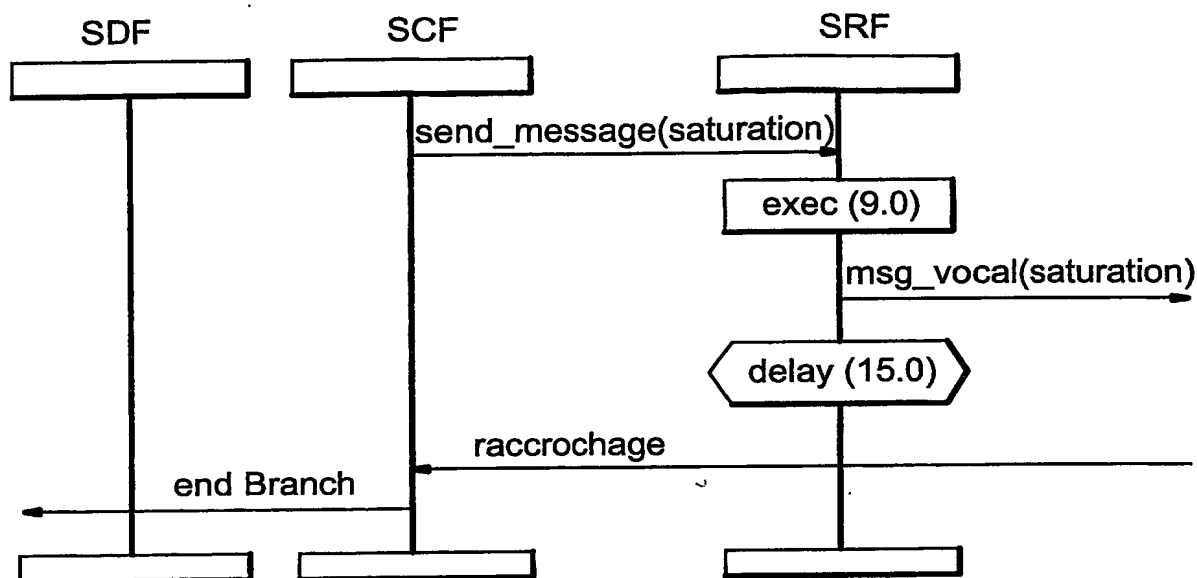 SDF
SCF
SRF
send_message(saturation)
exec (9.0)
msg_vocal(saturation)
delay (15.0)
raccrochage
end Branch